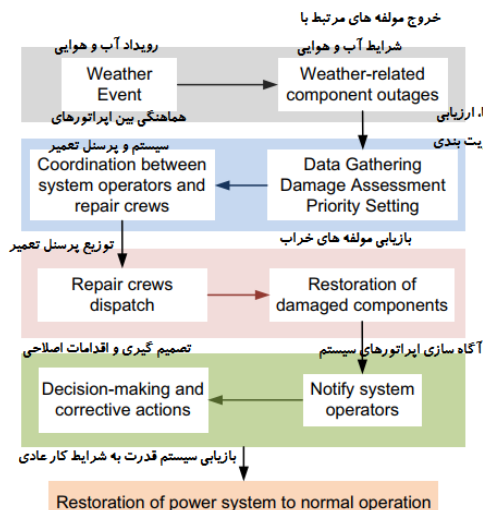 خروج مولفه های مرتبط با
رویداد آب و هوایی
شرایط آب و هوایی
Weather
Event
Weather-related
component outages
هماهنگی بین اپراتورهای
ارزیابی
سیستم و پرسنل تعمیر
بندی
Coordination between
system operators and
repair crews
Data Gathering
Damage Assessment
Priority Setting
توزیع پرسنل تعمیر
بازیابی مولفه های خراب
Repair crews
dispatch
Restoration of
damaged components
تصمیم گیری و اقدامات اصلاحی
آگاه سازی اپراتورهای سیستم
Decision-making and
corrective actions
Notify system
operators
بازیابی سیستم قدرت به شرایط کار عادی
Restoration of power system to normal operation